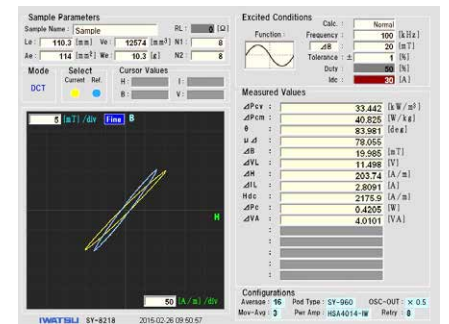 Sample Parameters
Sample Name : Sample RL : 0 [Ω]
Le : 110.3 [mm] Ve : 12574 [mm³] N1 : 8
Ae : 114 [mm²] We : 10.3 [g] N2 : 8
Mode Select Cursor Values
Current Ref.
DCT H : I :
B : V :
5 [mT] /div Fine B
H
50 [A/m] /div
IWATSU SY-8218 2015-02-26 09:50:57
Excited Conditions
Calc. : Normal
Function : Frequency : 100 [kHz]
⊿B : 20 [mT]
Tolerance : ± 1 [%]
Duty : 50 [%]
Idc : 30 [A]
Measured Values
⊿Pcv : 33.442 [kW/m³]
⊿Pcm : 40.825 [W/kg]
θ : 83.981 [deg]
μ⊿ : 78.055
⊿B : 19.985 [mT]
⊿VL : 11.498 [V]
⊿H : 203.74 [A/m]
⊿IL : 2.8091 [A]
Hdc : 2175.9 [A/m]
⊿Pc : 0.4205 [W]
⊿VA : 4.0101 [VA]
:
:
:
:
:
Configurations
Average : 16 Pod Type : SY-960 OSC-OUT : × 0.5
Mov-Avg : 3 Pwr Amp : HSA4014-IW Retry : 8